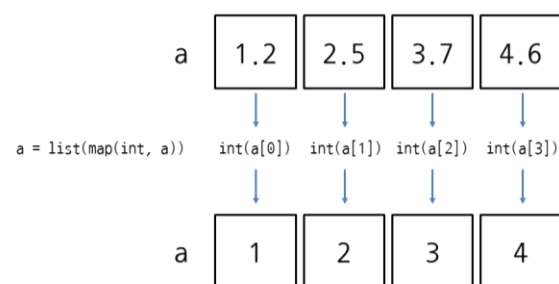 a 1.2 2.5 3.7 4.6
a = list(map(int, a)) int(a[0]) int(a[1]) int(a[2]) int(a[3])
a 1 2 3 4